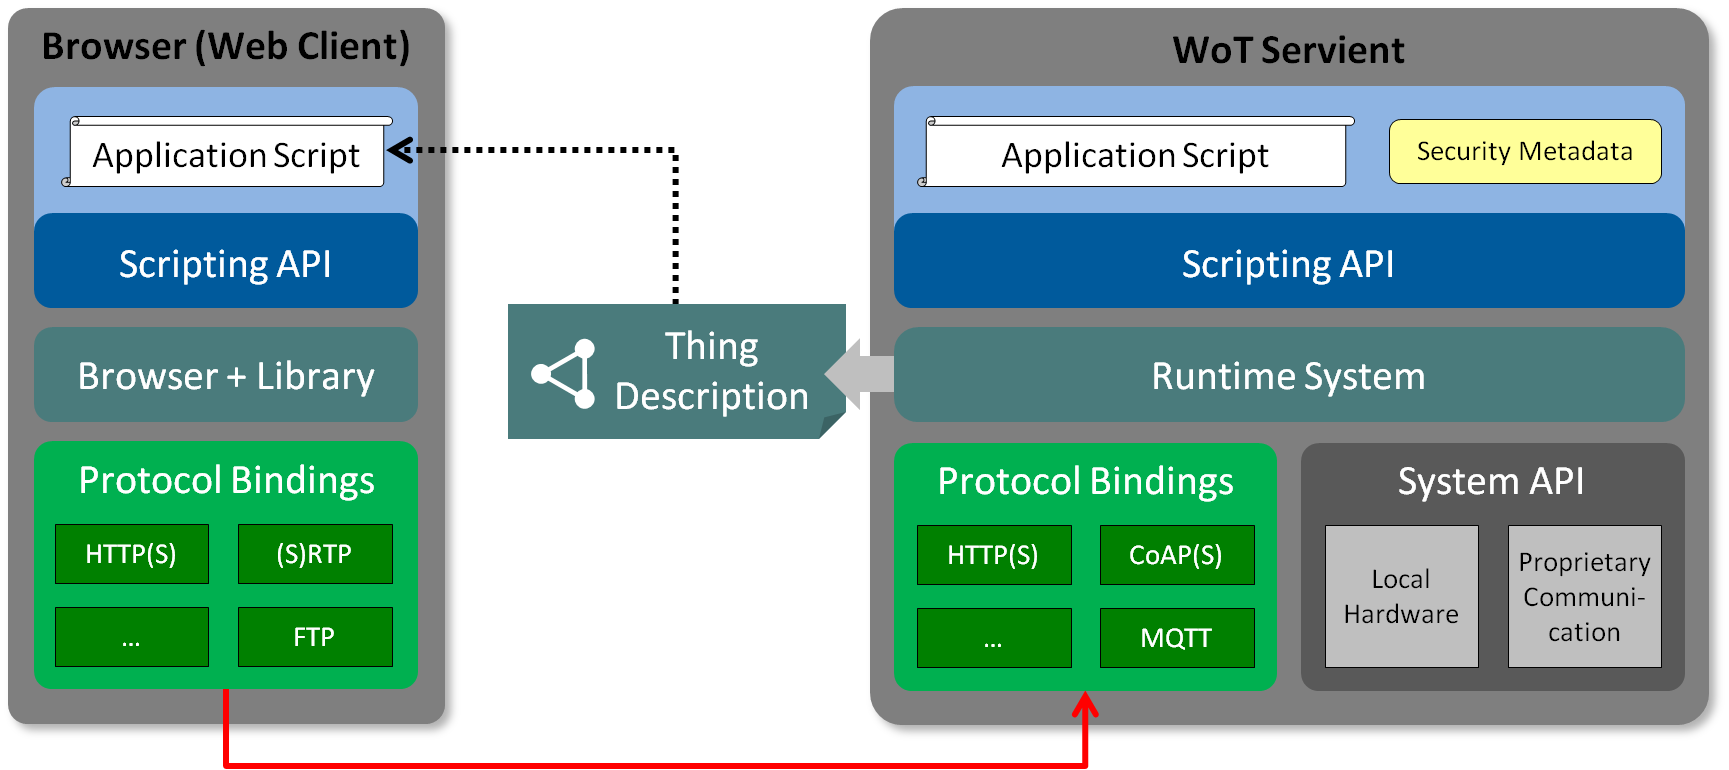 Browser (Web Client)
Application Script
Scripting API
Browser + Library
Protocol Bindings
HTTP(S)
(S)RTP
...
FTP
Thing
Description
WoT Servient
Application Script
Security Metadata
Scripting API
Runtime System
Protocol Bindings
HTTP(S)
CoAP(S)
...
MQTT
System API
Local
Hardware
Proprietary
Communi-
cation